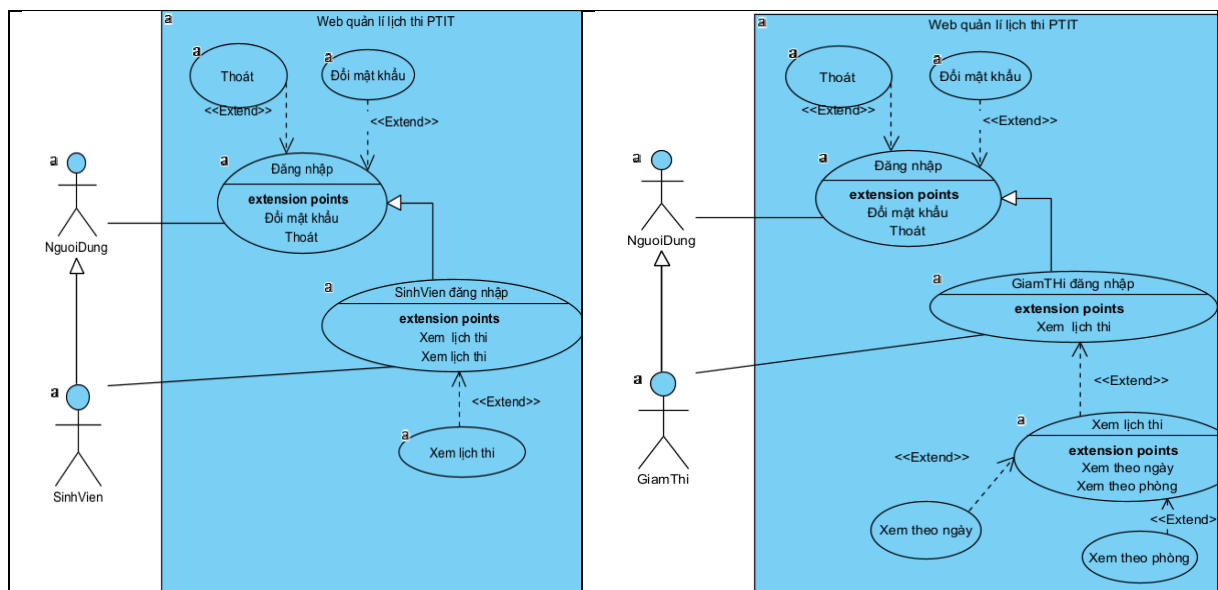 a
Web quản lí lịch thi PTIT
a
Thoát
a
Đổi mật khẩu
<<Extend>>
<<Extend>>
a
Đăng nhập
extension points
Đổi mật khẩu
Thoát
a
NguoiDung
a
SinhVien đăng nhập
extension points
Xem lịch thi
Xem lịch thi
a
SinhVien
<<Extend>>
a
Xem lịch thi
a
Web quản lí lịch thi PTIT
a
Thoát
a
Đổi mật khẩu
<<Extend>>
<<Extend>>
a
Đăng nhập
extension points
Đổi mật khẩu
Thoát
a
NguoiDung
a
GiamTHi đăng nhập
extension points
Xem lịch thi
a
GiamThi
<<Extend>>
a
Xem lịch thi
extension points
Xem theo ngày
Xem theo phòng
<<Extend>>
Xem theo ngày
<<Extend>
Xem theo phòng